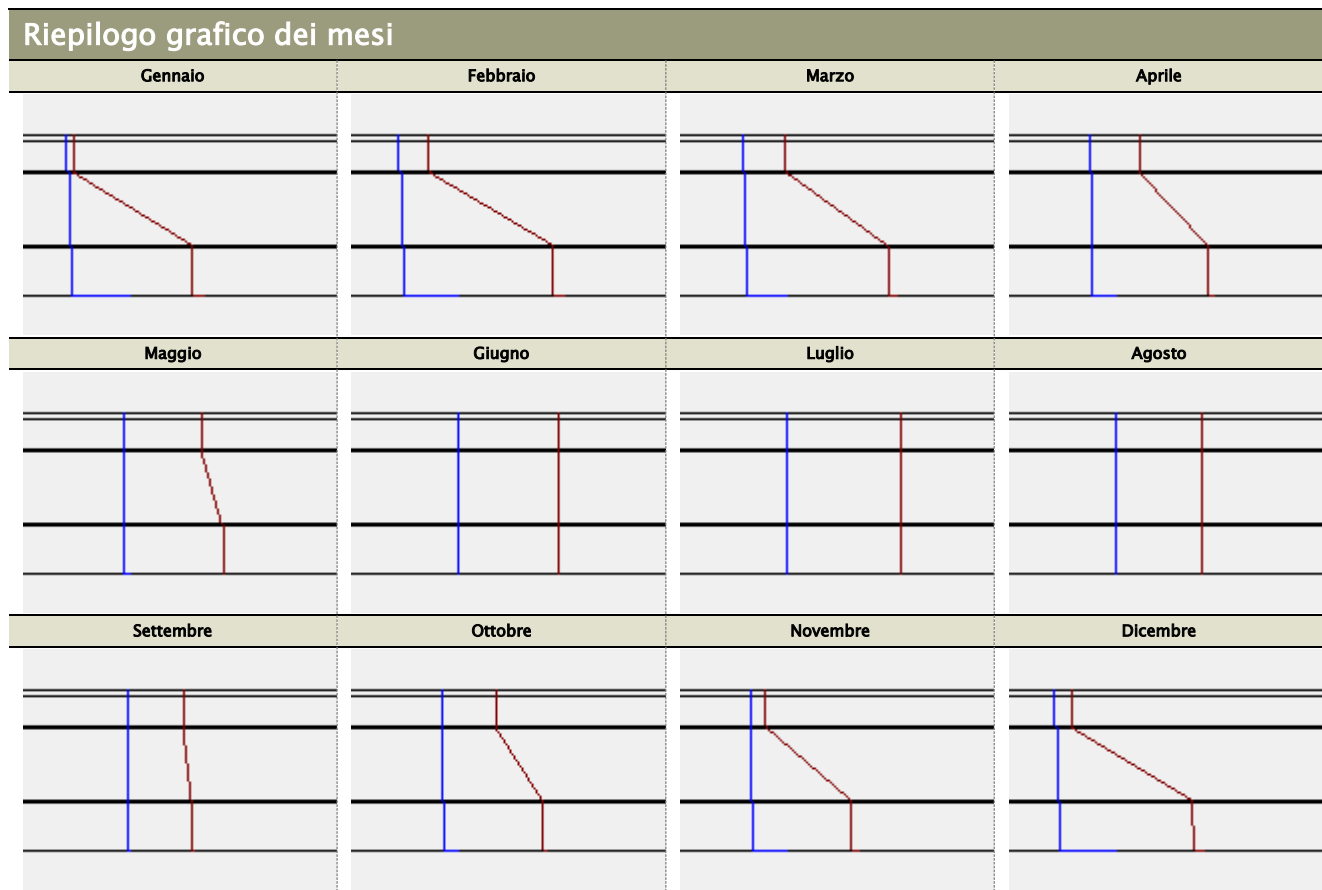 Riepilogo grafico dei mesi
Gennaio
Febbraio
Marzo
Aprile
Maggio
Giugno
Luglio
Agosto
Settembre
Ottobre
Novembre
Dicembre